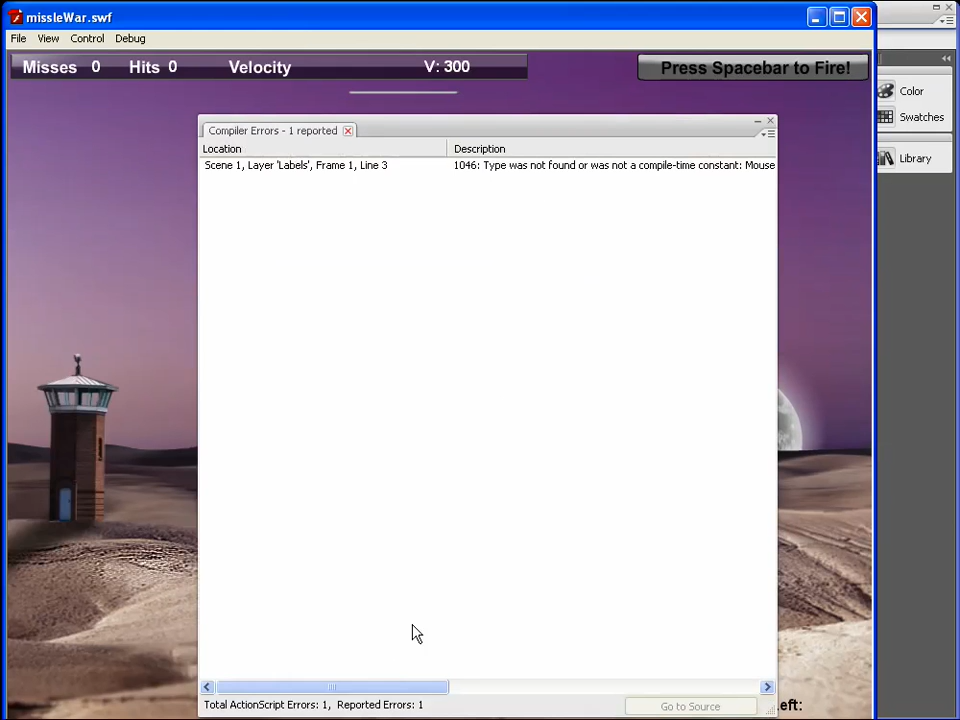 missleWar.swf
File View Control Debug
Misses 0 Hits 0 Velocity V: 300 Press Spacebar to Fire!
Color
Swatches
Library
Compiler Errors - 1 reported
Location Description
Scene 1, Layer 'Labels', Frame 1, Line 3 1046: Type was not found or was not a compile-time constant: Mouse
Total ActionScript Errors: 1, Reported Errors: 1 Go to Source eft: